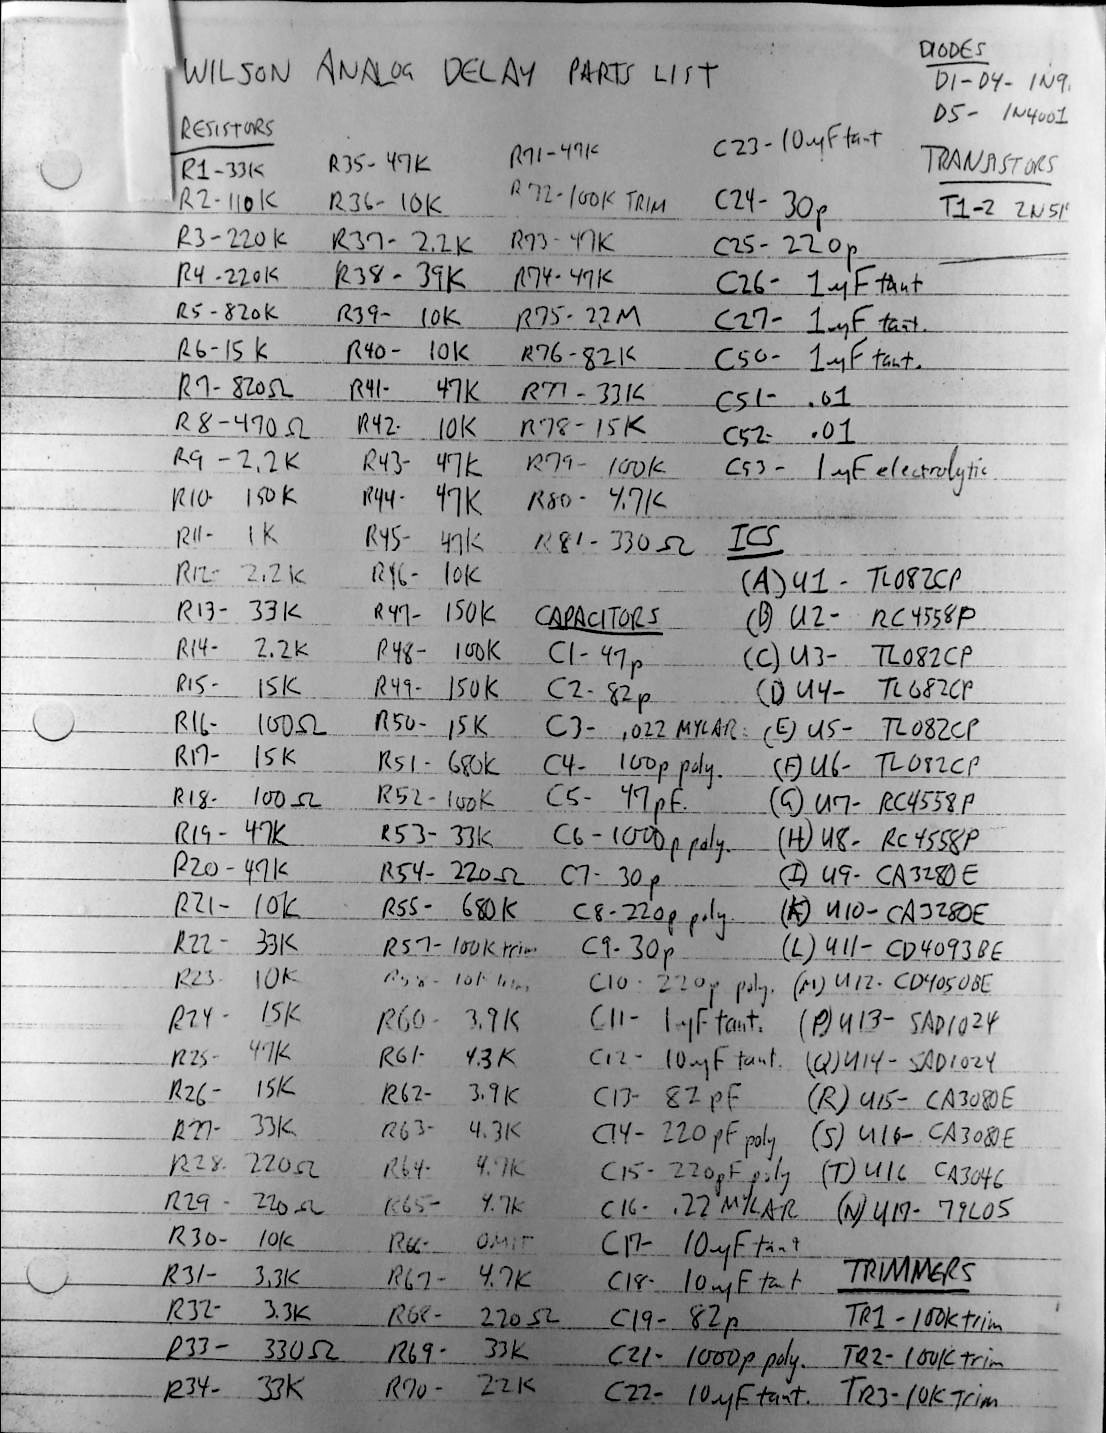 WILSON ANALOG DELAY PARTS LIST
RESISTORS
R1-33K
R2-110K
R3-220K
R4-220K
R5-820K
R6-15K
R7-820Ω
R8-470Ω
R9-2.2K
R10- 150K
R11- 1K
R12- 2.2K
R13- 33K
R14- 2.2K
R15- 15K
R16- 100Ω
R17- 15K
R18- 100Ω
R19- 47K
R20-47K
R21- 10K
R22- 33K
R23- 10K
R24- 15K
R25- 47K
R26- 15K
R27- 33K
R28- 220Ω
R29- 220Ω
R30- 10K
R31- 3.3K
R32- 3.3K
R33- 330Ω
R34- 33K
R35-47K
R36-10K
R37-2.2K
R38-39K
R39- 10K
R40- 10K
R41- 47K
R42- 10K
R43- 47K
R44- 47K
R45- 47K
R46- 10K
R47- 150K
R48- 100K
R49- 150K
R50- 15K
R51- 680K
R52-100K
R53-33K
R54-220Ω
R55- 680K
R57-100K trim
R58- 10K trim
R60- 3.9K
R61- 4.3K
R62- 3.9K
R63- 4.3K
R64- 4.7K
R65- 4.7K
R66- OMIT
R67- 4.7K
R68- 220Ω
R69- 33K
R70- 22K
R71-47K
R72-100K TRIM
R73-47K
R74-47K
R75-22M
R76-82K
R77-33K
R78-15K
R79- 100K
R80- 4.7K
R81-330Ω
CAPACITORS
C1-47p
C2-82p
C3- .022 MYLAR
C4- 100p poly.
C5- 47pF.
C6-1000p poly.
C7-30p
C8-220p poly.
C9-30p
C10-220p poly.
C11- 1uF tant.
C12- 10uF tant.
C13- 82pF
C14-220pF poly
C15-220pF poly
C16- .22 MYLAR
C17- 10uF tant
C18- 10uF tant
C19- 82p
C21- 1000p poly.
C22- 10uF tant.
C23-10uF tant
C24-30p
C25-220p
C26- 1uF tant
C27- 1uF tant.
C50- 1uF tant.
C51- .01
C52- .01
C53- 1uF electrolytic
ICS
(A) U1- TL082CP
(B) U2- RC4558P
(C) U3- TL082CP
(D) U4- TL082CP
(E) U5- TL082CP
(F) U6- TL082CP
(G) U7- RC4558P
(H) U8- RC4558P
(I) U9- CA3280E
(K) U10-CA3280E
(L) U11- CD4093BE
(M) U12- CD4050BE
(P) U13- SAD1024
(Q) U14- SAD1024
(R) U15- CA3080E
(S) U16- CA3080E
(T) U16 CA3046
(N) U17- 79L05
TRIMMERS
TR1-100K trim
TR2-100K trim
TR3-10K Trim
DIODES
D1-D4- 1N9
D5- 1N4001
TRANSISTORS
T1-2 2N51